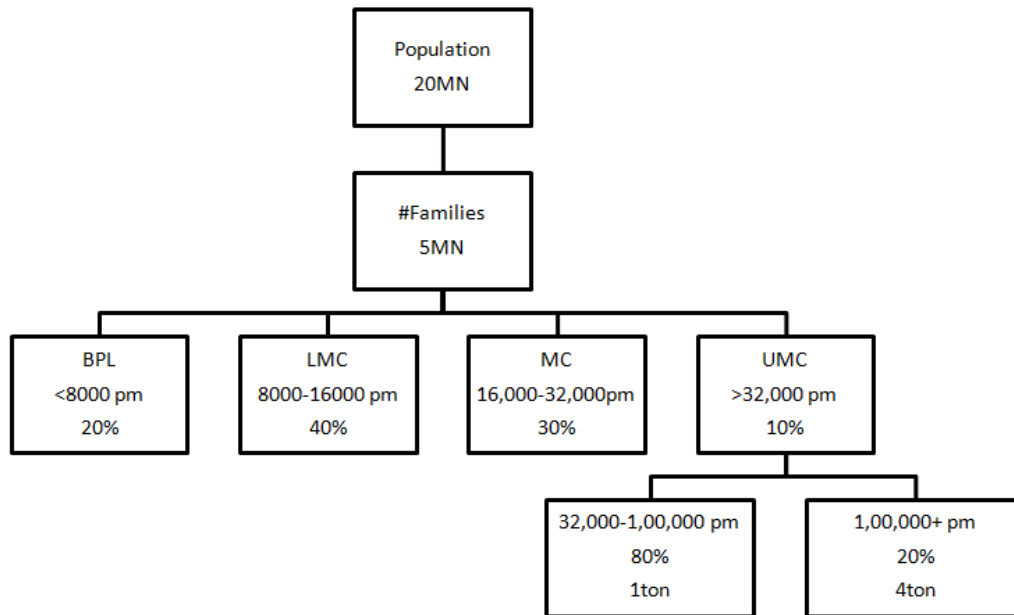 Population
20MN
#Families
5MN
BPL
<8000 pm
20%
LMC
8000-16000 pm
40%
MC
16,000-32,000pm
30%
UMC
>32,000 pm
10%
32,000-1,00,000 pm
80%
1ton
1,00,000+ pm
20%
4ton